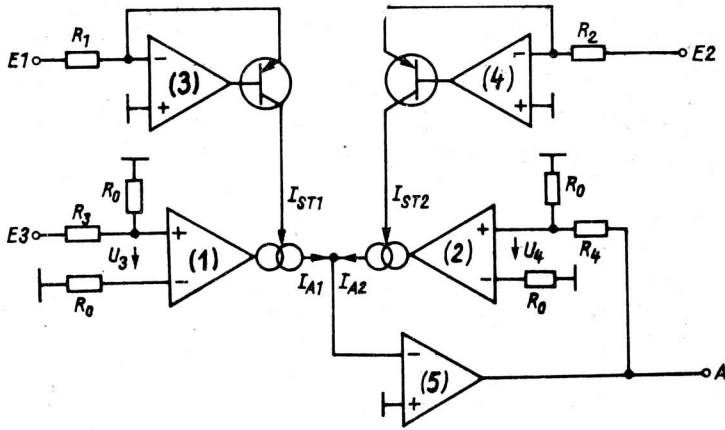 R1
E1
(3)
−
+
R2
E2
(4)
−
+
IST1
IST2
R0
R3
E3
U3
R0
+
−
(1)
IA1
IA2
(2)
+
−
R0
R4
U4
R0
−
+
(5)
A